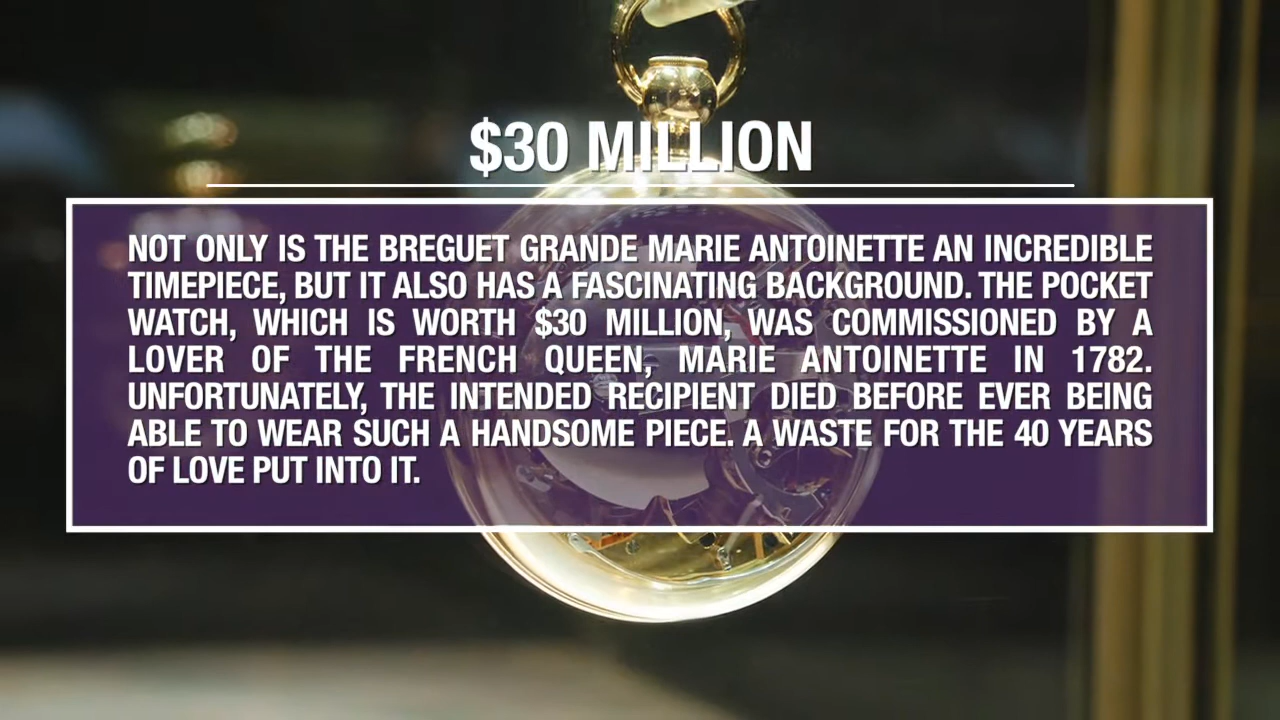 $30 MILLION
NOT ONLY IS THE BREGUET GRANDE MARIE ANTOINETTE AN INCREDIBLE
TIMEPIECE, BUT IT ALSO HAS A FASCINATING BACKGROUND. THE POCKET
WATCH, WHICH IS WORTH $30 MILLION, WAS COMMISSIONED BY A
LOVER OF THE FRENCH QUEEN, MARIE ANTOINETTE IN 1782.
UNFORTUNATELY, THE INTENDED RECIPIENT DIED BEFORE EVER BEING
ABLE TO WEAR SUCH A HANDSOME PIECE. A WASTE FOR THE 40 YEARS
OF LOVE PUT INTO IT.